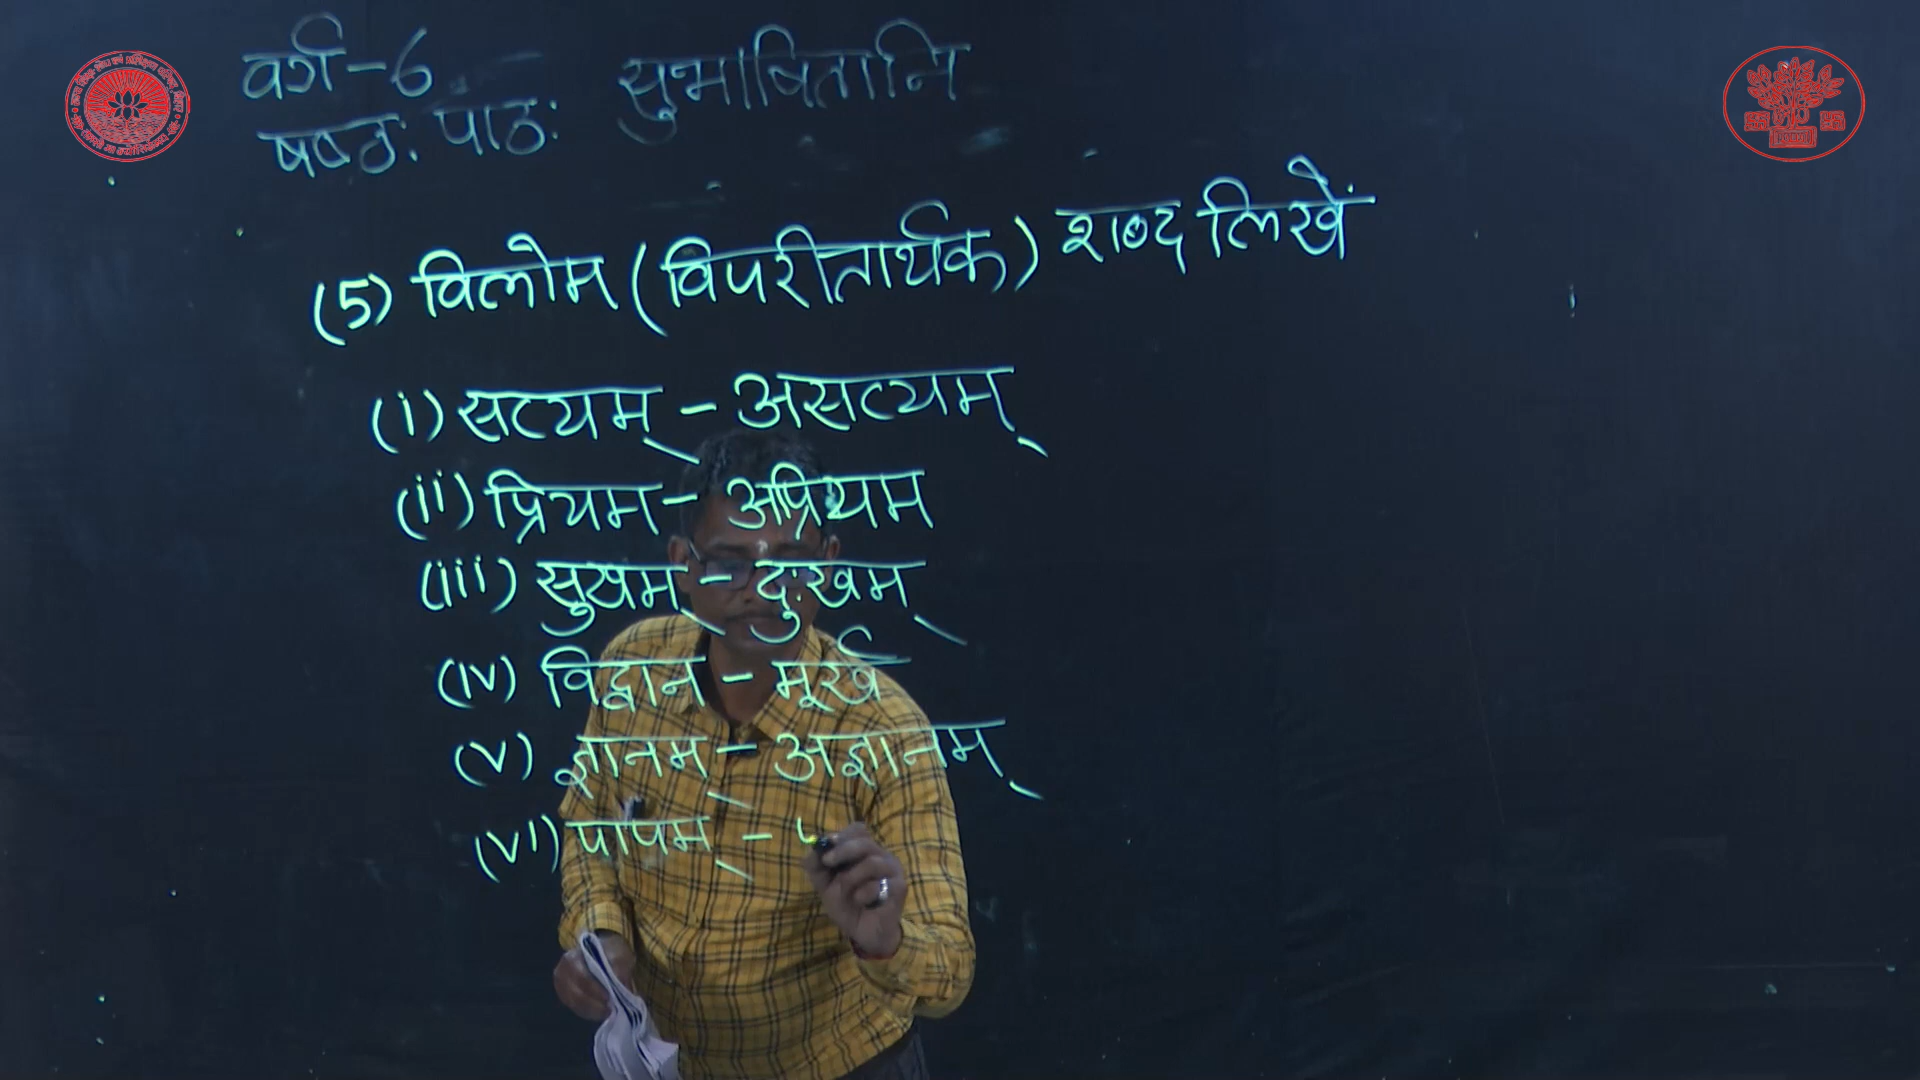 वर्ग-6
षष्ठ: पाठ: सुभाषितानि
(5) विलोम (विपरीतार्थक) शब्द लिखें
(i) सत्यम् - असत्यम्
(ii) प्रियम - अप्रियम
(iii) सुखम् - दुःखम्
(iv) विद्वान - मूर्ख
(v) ज्ञानम् - अज्ञानम्
(vi) पापम् -